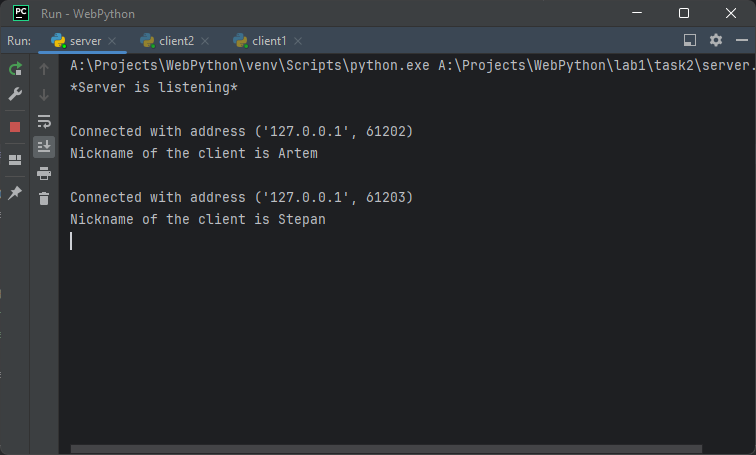 PC Run - WebPython
Run: server client2 client1
A:\Projects\WebPython\venv\Scripts\python.exe A:\Projects\WebPython\lab1\task2\server.
*Server is listening*
Connected with address ('127.0.0.1', 61202)
Nickname of the client is Artem
Connected with address ('127.0.0.1', 61203)
Nickname of the client is Stepan